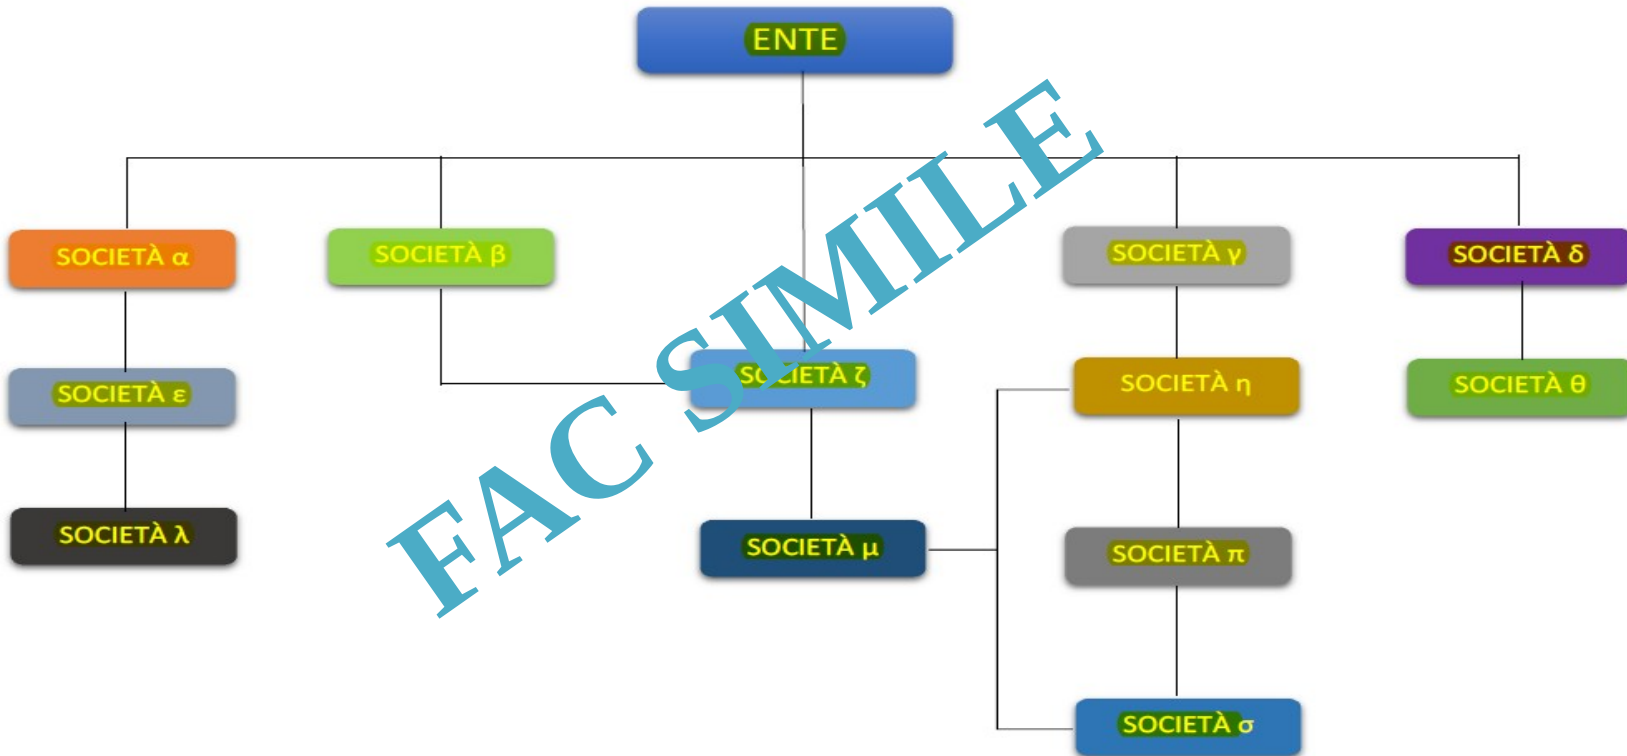 ENTE
SOCIETÀ α
SOCIETÀ β
SOCIETÀ γ
SOCIETÀ δ
SOCIETÀ ε
SOCIETÀ ζ
SOCIETÀ η
SOCIETÀ θ
SOCIETÀ λ
SOCIETÀ μ
SOCIETÀ π
SOCIETÀ σ
FAC SIMILE